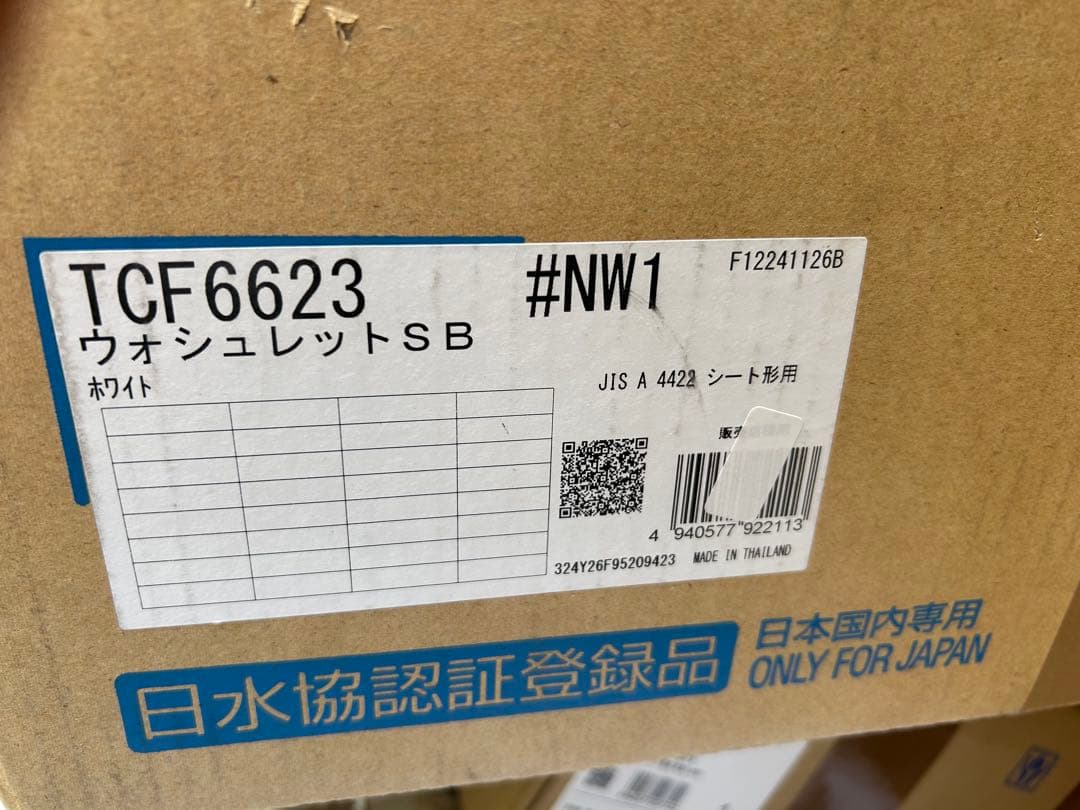 TCF6623 #NW1 F12241126B
ウォシュレットSB
ホワイト
JIS A 4422 シート形用
販売
4 940577 922113
324Y26F95209423 MADE IN THAILAND
日水協認証登録品
日本国内専用
ONLY FOR JAPAN